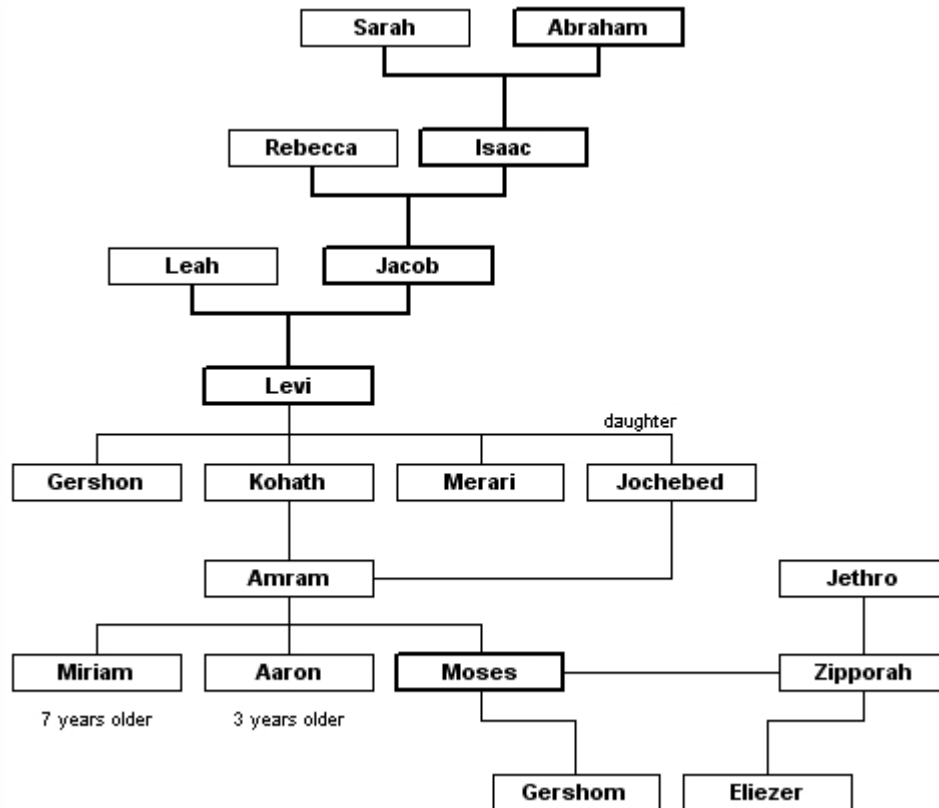 Sarah
Abraham
Rebecca
Isaac
Leah
Jacob
Levi
daughter
Gershon
Kohath
Merari
Jochebed
Amram
Jethro
Miriam
Aaron
Moses
Zipporah
7 years older
3 years older
Gershom
Eliezer